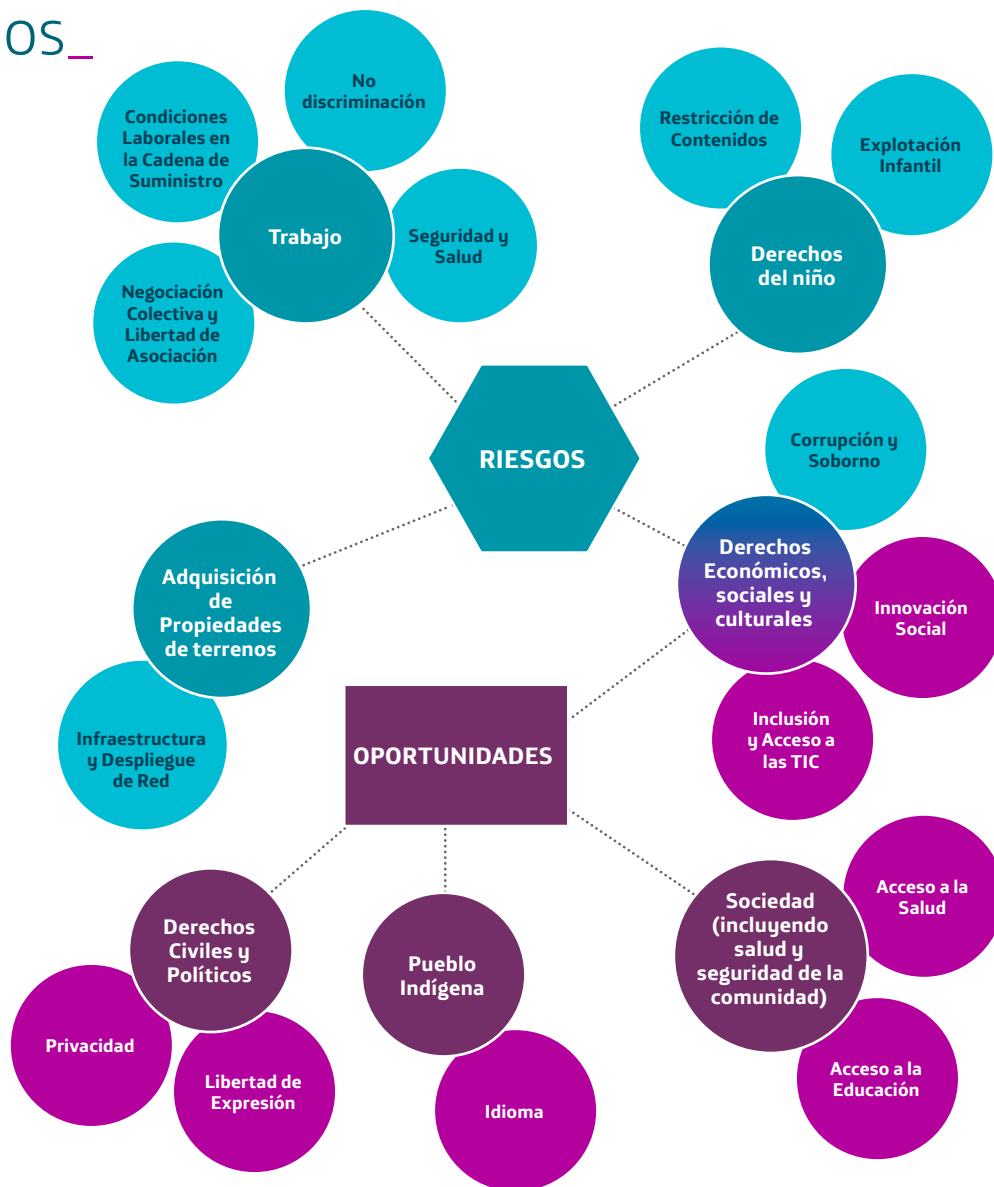 OS_
No
discriminación
Condiciones
Laborales en
la Cadena de
Suministro
Trabajo
Seguridad y
Salud
Negociación
Colectiva y
Libertad de
Asociación
Restricción de
Contenidos
Explotación
Infantil
Derechos
del niño
RIESGOS
Corrupción y
Soborno
Derechos
Económicos,
sociales y
culturales
Innovación
Social
Inclusión
y Acceso a
las TIC
Adquisición
de
Propiedades
de terrenos
Infraestructura
y Despliegue
de Red
OPORTUNIDADES
Derechos
Civiles y
Políticos
Privacidad
Libertad de
Expresión
Pueblo
Indígena
Idioma
Sociedad
(incluyendo
salud y
seguridad de la
comunidad)
Acceso a la
Salud
Acceso a la
Educación